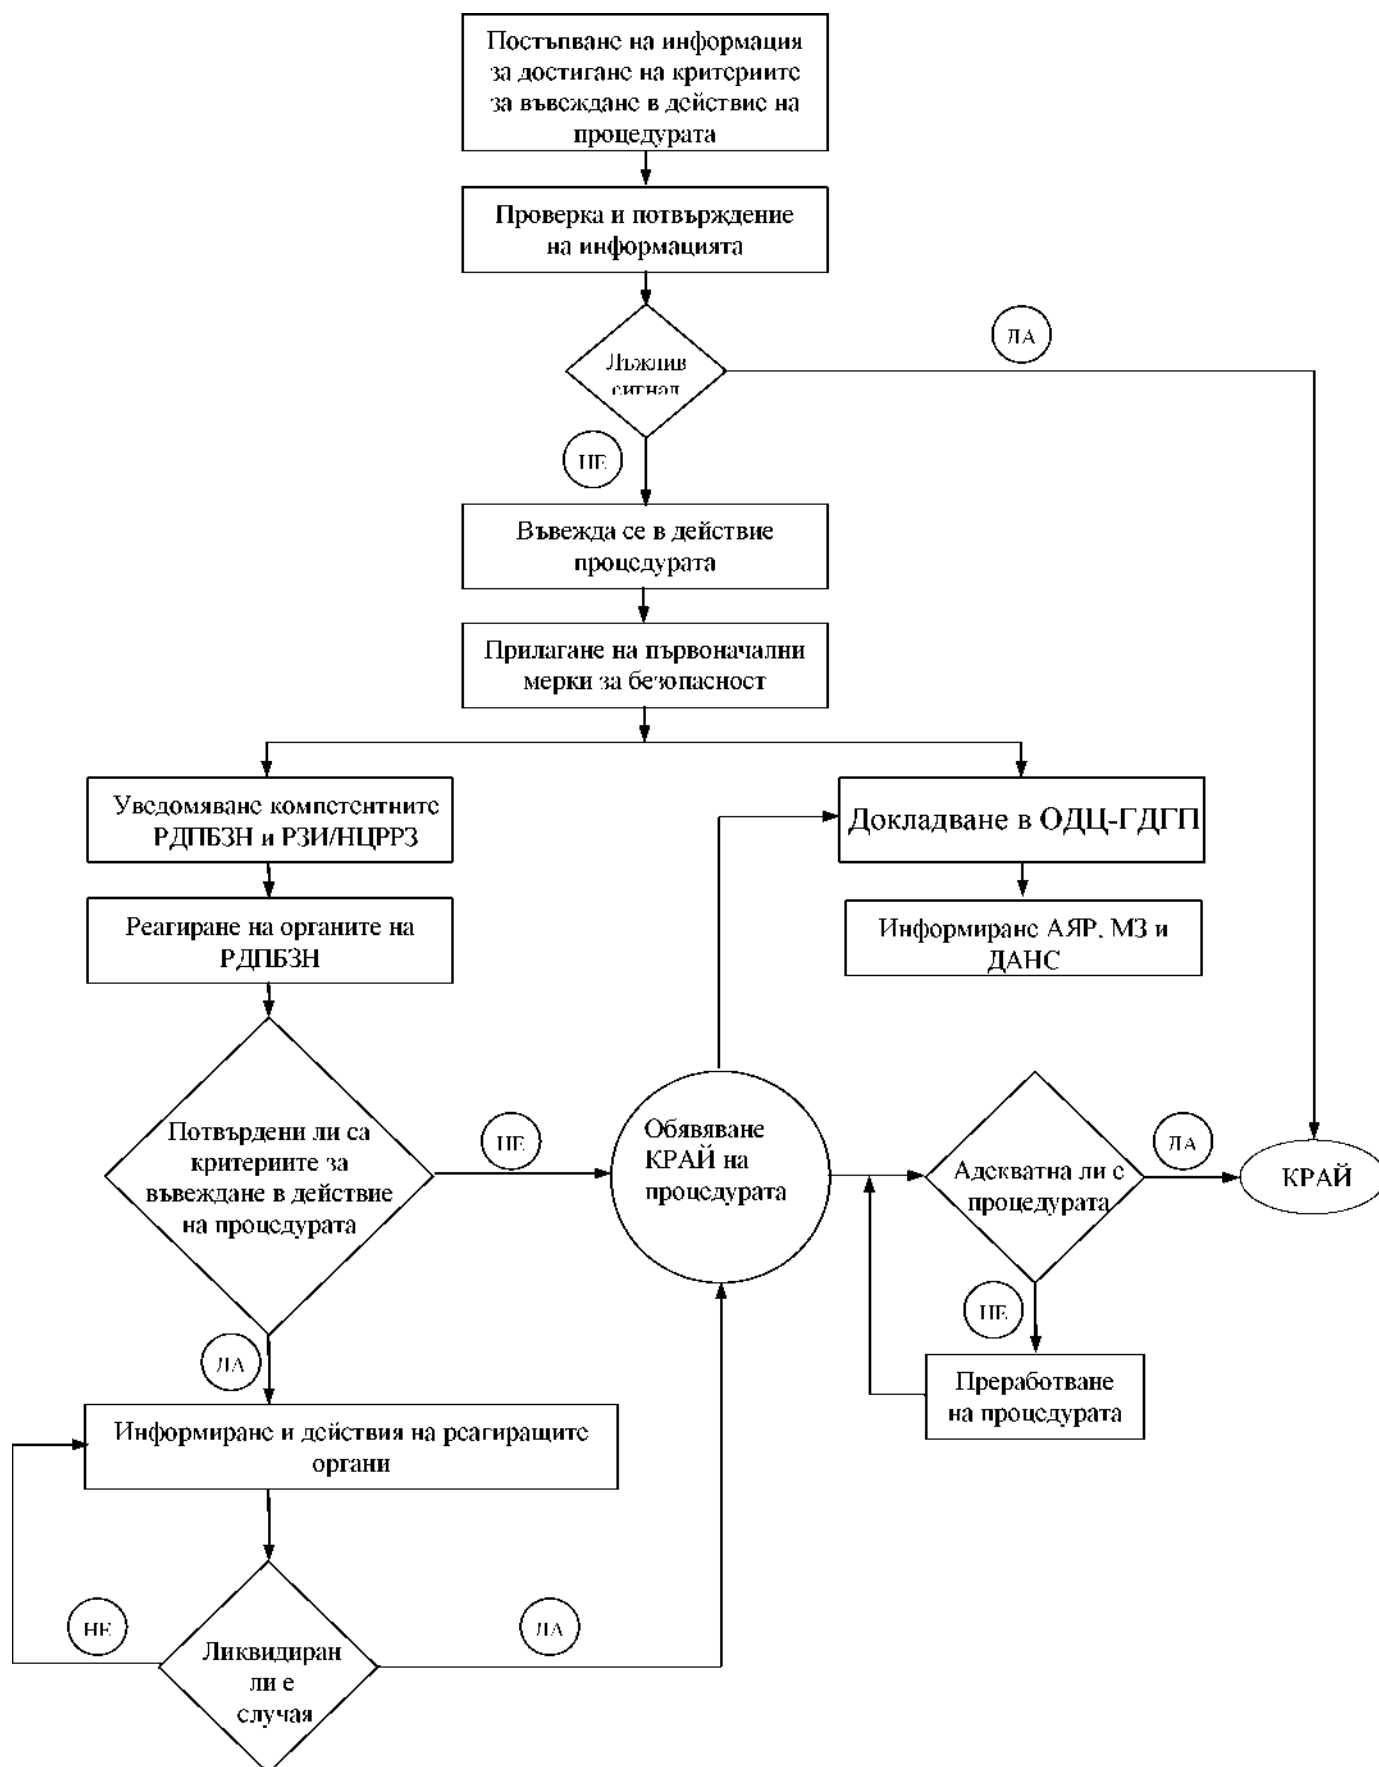 Постъпване на информация
за достигане на критериите
за въвеждане в действие на
процедурата
Проверка и потвърждение
на информацията
Лъжлив
сигнал
ДА
НЕ
Въвежда се в действие
процедурата
Прилагане на първоначални
мерки за безопасност
Уведомяване компетентните
РДПБЗН и РЗИ/НЦРРЗ
Докладване в ОДЦ-ГДГП
Реагиране на органите на
РДПБЗН
Информиране АЯР, МЗ и
ДАНС
Потвърдени ли са
критериите за
въвеждане в действие
на процедурата
НЕ
Обявяване
КРАЙ на
процедурата
Адекватна ли е
процедурата
ДА
КРАЙ
НЕ
ДА
Преработване
на процедурата
Информиране и действия на реагиращите
органи
НЕ
ДА
Ликвидиран
ли е
случая